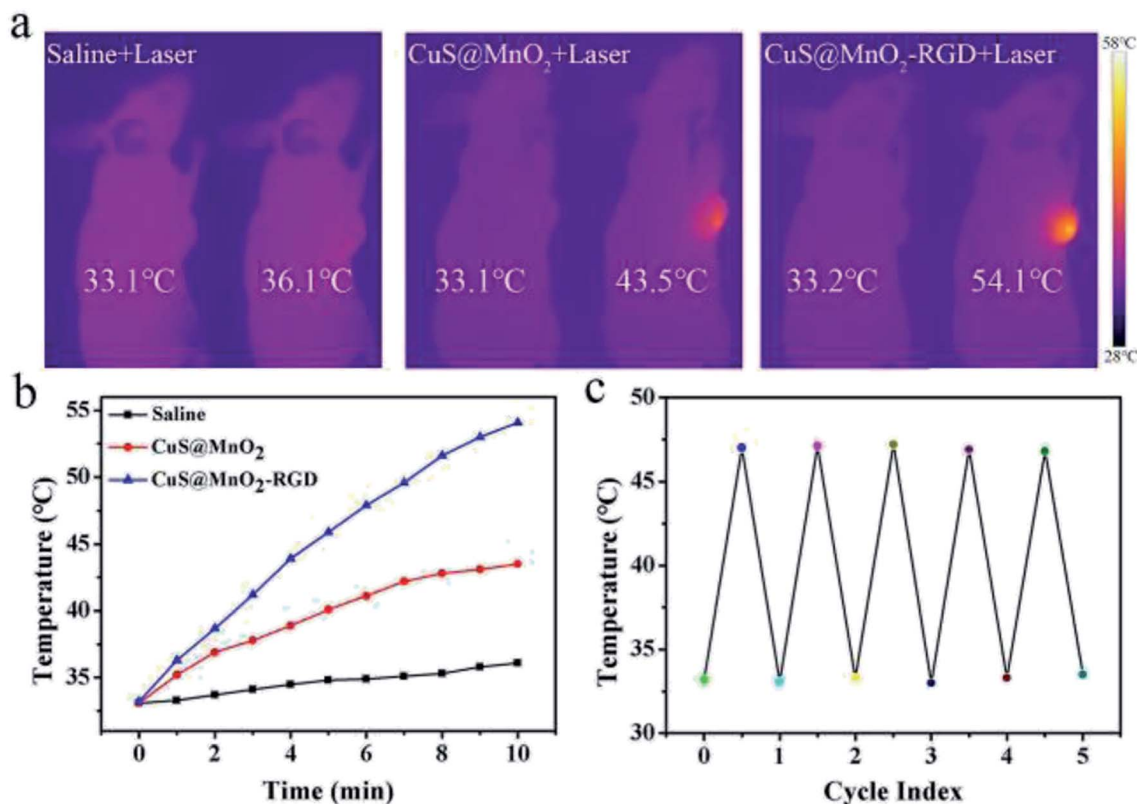 a
Saline+Laser
CuS@MnO₂+Laser
CuS@MnO₂-RGD+Laser
58℃
33.1℃
36.1℃
33.1℃
43.5℃
33.2℃
54.1℃
28℃
b
Saline
CuS@MnO₂
CuS@MnO₂-RGD
Temperature (℃)
55
50
45
40
35
0 2 4 6 8 10
Time (min)
c
Temperature (℃)
50
45
40
35
30
0 1 2 3 4 5
Cycle Index